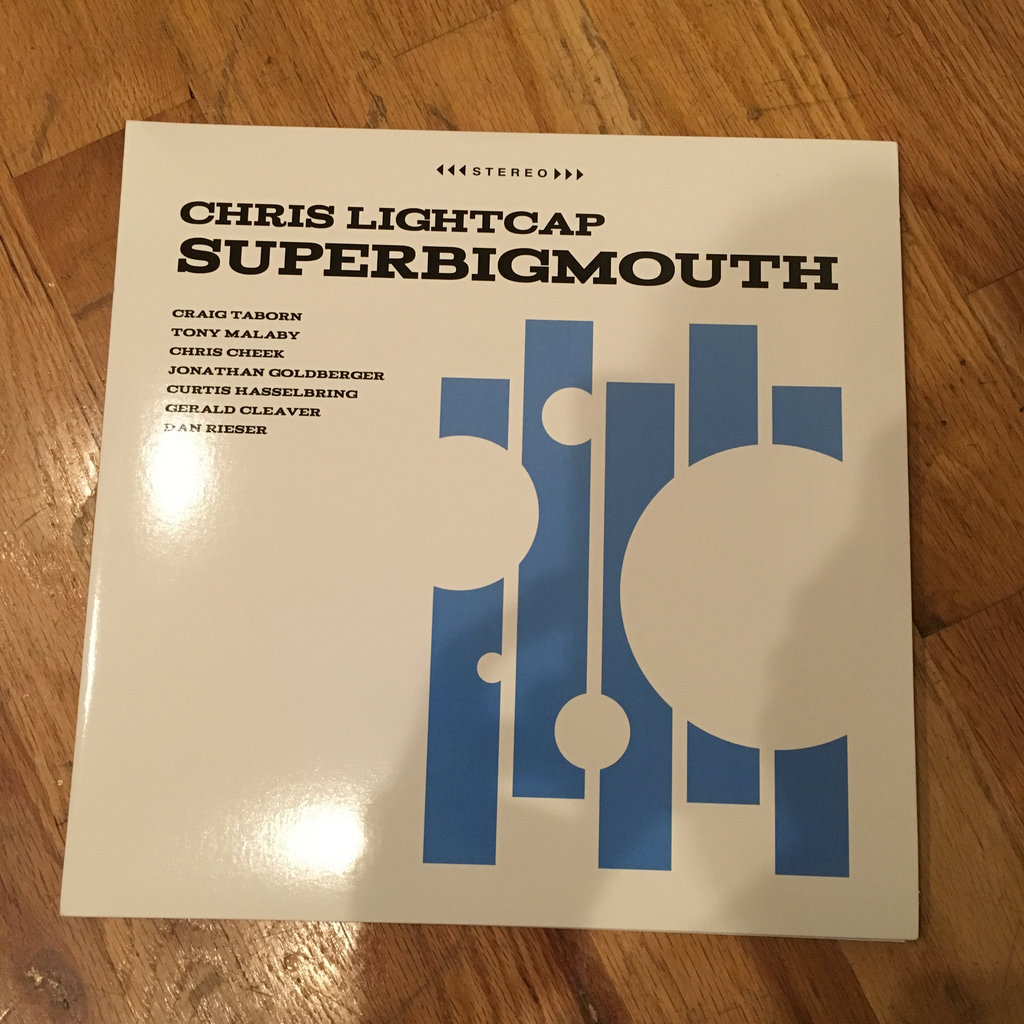 STEREO
CHRIS LIGHTCAP
SUPERBIGMOUTH
CRAIG TABORN
TONY MALABY
CHRIS CHEEK
JONATHAN GOLDBERGER
CURTIS HASSELBRING
GERALD CLEAVER
DAN RIESER